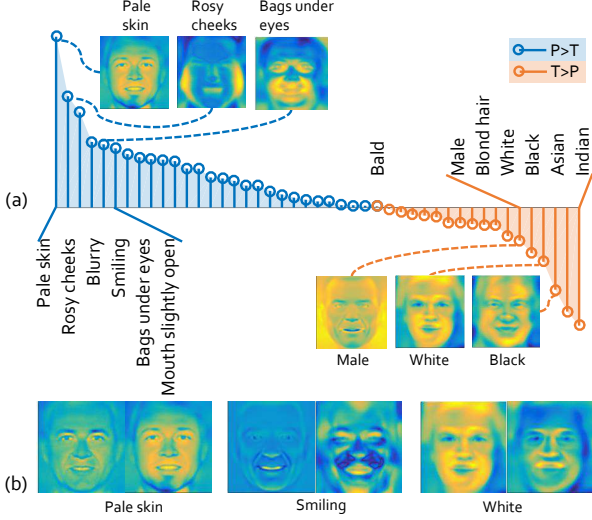 Pale
skin
Rosy
cheeks
Bags under
eyes
P>T
T>P
(a)
Bald
Male
Blond hair
White
Black
Asian
Indian
Pale skin
Rosy cheeks
Blurry
Smiling
Bags under eyes
Mouth slightly open
Male
White
Black
(b)
Pale skin
Smiling
White